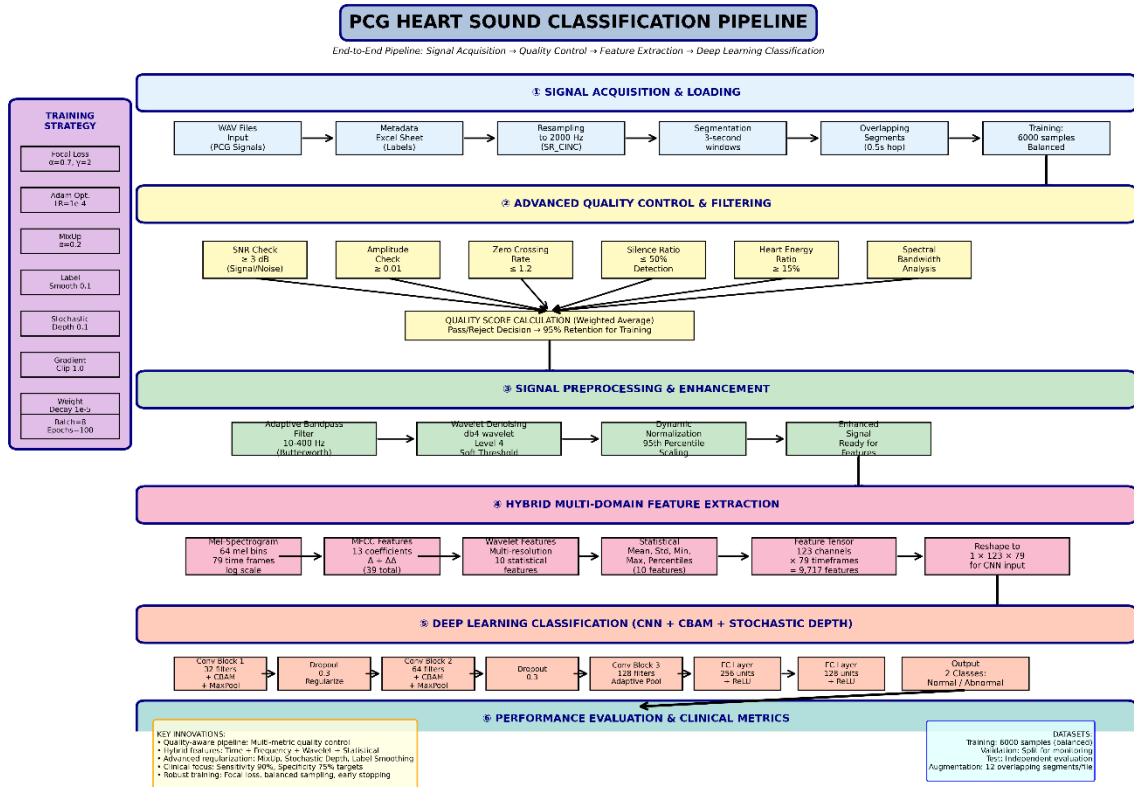 PCG HEART SOUND CLASSIFICATION PIPELINE
End-to-End Pipeline: Signal Acquisition → Quality Control → Feature Extraction → Deep Learning Classification
TRAINING
STRATEGY
Focal Loss
α=0.7, γ=2
Adam Opt.
LR=1e-4
MixUp
α=0.2
Label
Smooth 0.1
Stochastic
Depth 0.1
Gradient
Clip 1.0
Weight
Decay 1e-5
Batch=8
Epochs=100
① SIGNAL ACQUISITION & LOADING
WAV Files
Input
(PCG Signals)
Metadata
Excel Sheet
(Labels)
Resampling
to 2000 Hz
(SR_CINC)
Segmentation
3-second
windows
Overlapping
Segments
(0.5s hop)
Training:
6000 samples
Balanced
② ADVANCED QUALITY CONTROL & FILTERING
SNR Check
≥ 3 dB
(Signal/Noise)
Amplitude
Check
≥ 0.01
Zero Crossing
Rate
≤ 1.2
Silence Ratio
≤ 50%
Detection
Heart Energy
Ratio
≥ 15%
Spectral
Bandwidth
Analysis
QUALITY SCORE CALCULATION (Weighted Average)
Pass/Reject Decision → 95% Retention for Training
③ SIGNAL PREPROCESSING & ENHANCEMENT
Adaptive Bandpass
Filter
10-400 Hz
(Butterworth)
Wavelet Denoising
db4 wavelet
Level 4
Soft Threshold
Dynamic
Normalization
95th Percentile
Scaling
Enhanced
Signal
Ready for
Features
④ HYBRID MULTI-DOMAIN FEATURE EXTRACTION
Mel-Spectrogram
64 mel bins
79 time frames
log scale
MFCC Features
13 coefficients
Δ + ΔΔ
(39 total)
Wavelet Features
Multi-resolution
10 statistical
features
Statistical
Mean, Std, Min,
Max, Percentiles
(10 features)
Feature Tensor
123 channels
× 79 timeframes
= 9,717 features
Reshape to
1 × 123 × 79
for CNN input
⑤ DEEP LEARNING CLASSIFICATION (CNN + CBAM + STOCHASTIC DEPTH)
Conv Block 1
32 filters
+ CBAM
+ MaxPool
Dropout
0.3
Regularize
Conv Block 2
64 filters
+ CBAM
+ MaxPool
Dropout
0.3
Conv Block 3
128 filters
Adaptive Pool
FC Layer
256 units
+ ReLU
FC Layer
128 units
+ ReLU
Output
2 Classes:
Normal / Abnormal
⑥ PERFORMANCE EVALUATION & CLINICAL METRICS
KEY INNOVATIONS:
• Quality-aware pipeline: Multi-metric quality control
• Hybrid features: Time + Frequency + Wavelet + Statistical
• Advanced regularization: MixUp, Stochastic Depth, Label Smoothing
• Clinical focus: Sensitivity 90%, Specificity 75% targets
• Robust training: Focal loss, balanced sampling, early stopping
DATASETS:
Training: 6000 samples (balanced)
Validation: Split for monitoring
Test: Independent evaluation
Augmentation: 12 overlapping segments/file